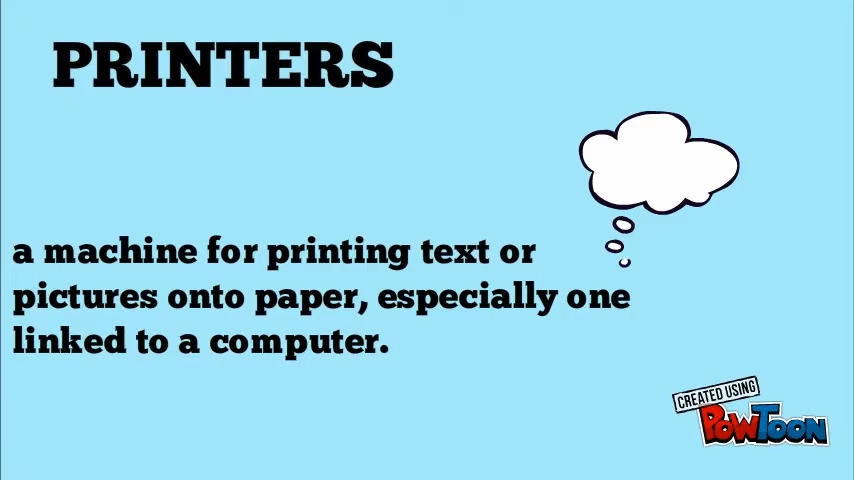 PRINTERS
a machine for printing text or
pictures onto paper, especially one
linked to a computer.
CREATED USING
POWTOON